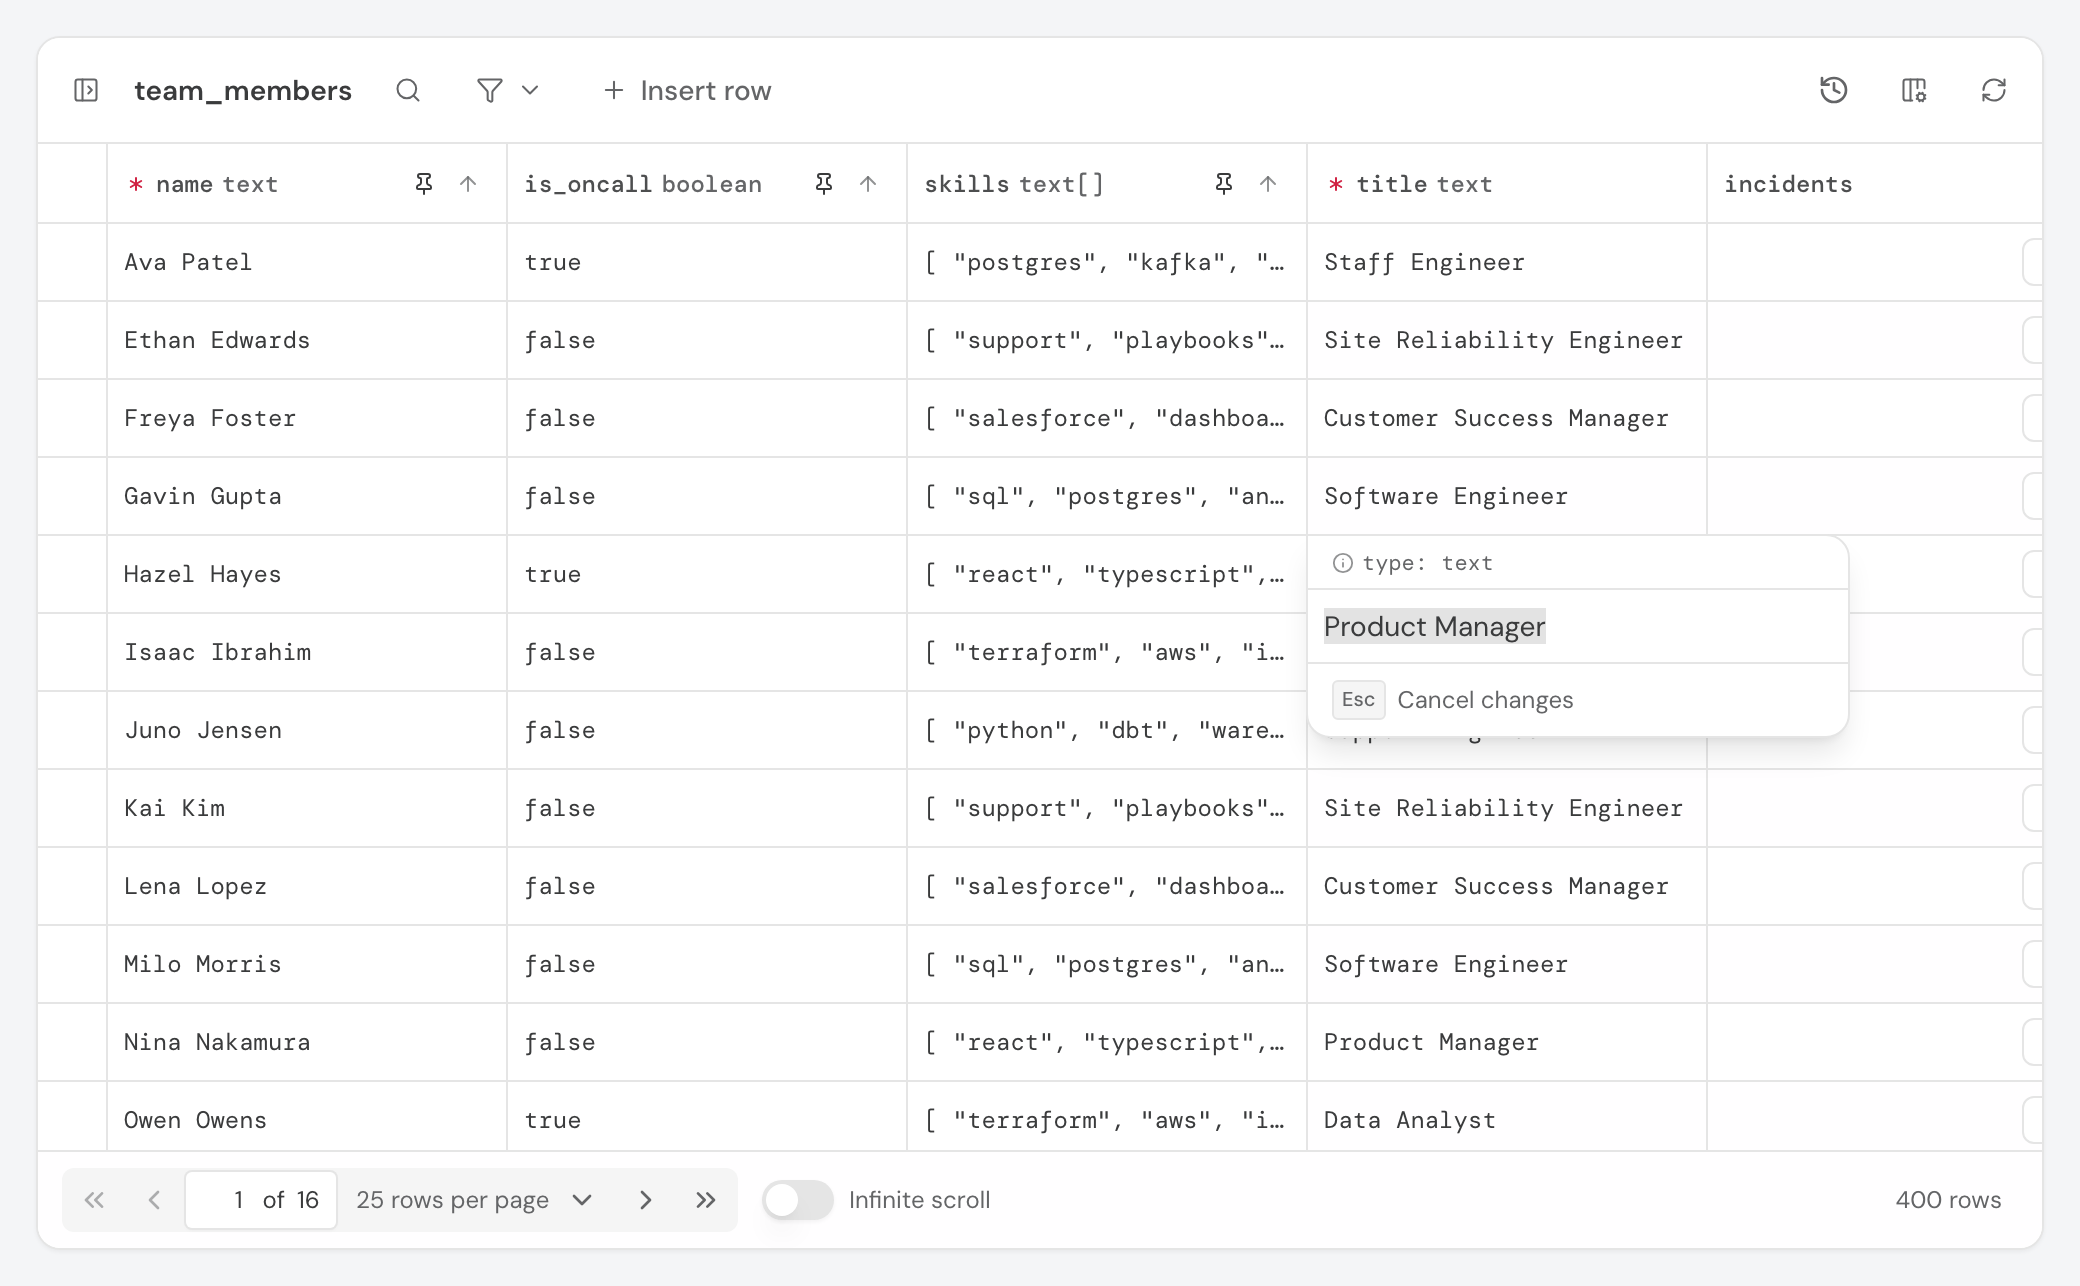 team_members
Insert row
* name text
is_oncall boolean
skills text[]
* title text
incidents
Ava Patel true [ "postgres", "kafka", "… Staff Engineer
Ethan Edwards false [ "support", "playbooks"… Site Reliability Engineer
Freya Foster false [ "salesforce", "dashboa… Customer Success Manager
Gavin Gupta false [ "sql", "postgres", "an… Software Engineer
Hazel Hayes true [ "react", "typescript",…
type: text
Product Manager
Isaac Ibrahim false [ "terraform", "aws", "i…
Esc Cancel changes
Juno Jensen false [ "python", "dbt", "ware…
Kai Kim false [ "support", "playbooks"… Site Reliability Engineer
Lena Lopez false [ "salesforce", "dashboa… Customer Success Manager
Milo Morris false [ "sql", "postgres", "an… Software Engineer
Nina Nakamura false [ "react", "typescript",… Product Manager
Owen Owens true [ "terraform", "aws", "i… Data Analyst
1 of 16
25 rows per page
Infinite scroll
400 rows